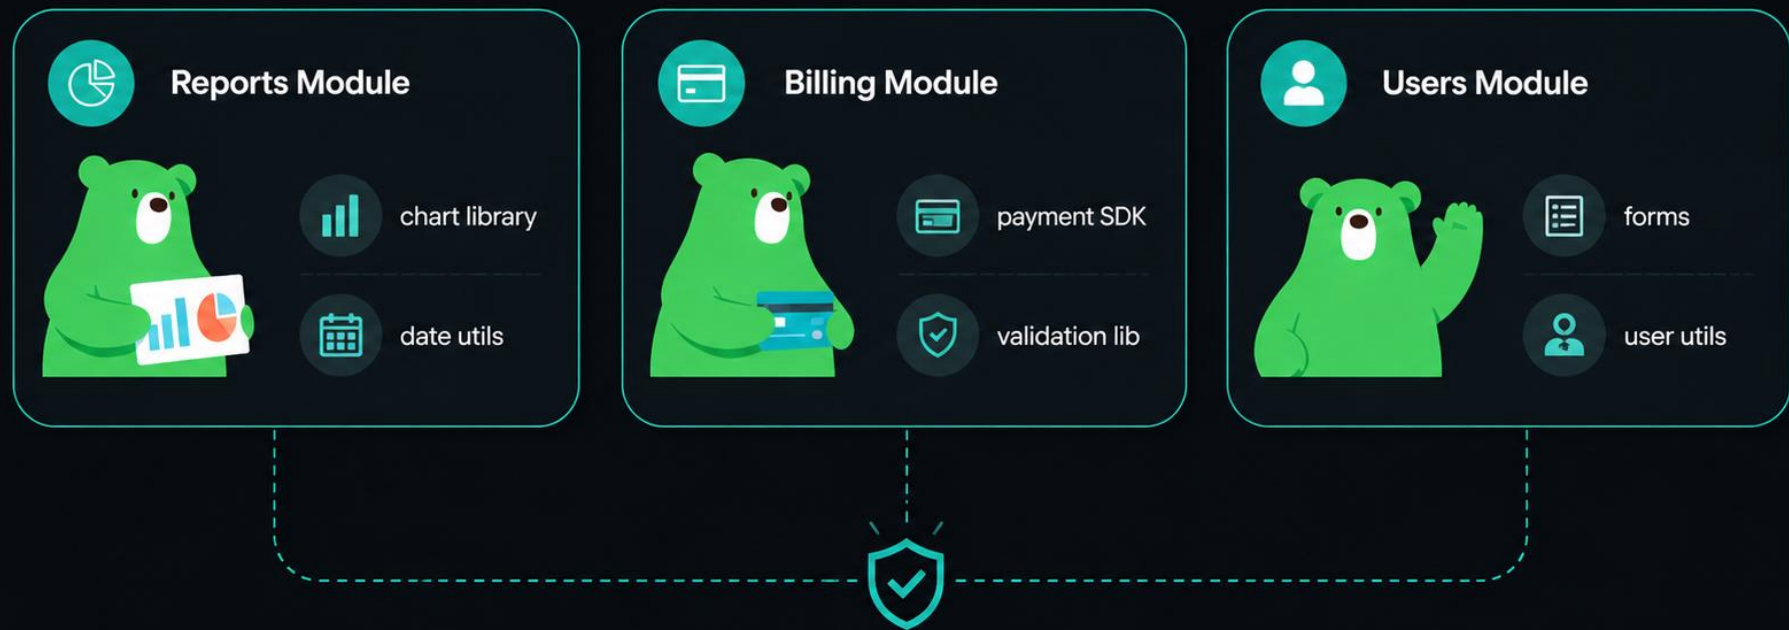 Reports Module
chart library
date utils
Billing Module
payment SDK
validation lib
Users Module
forms
user utils